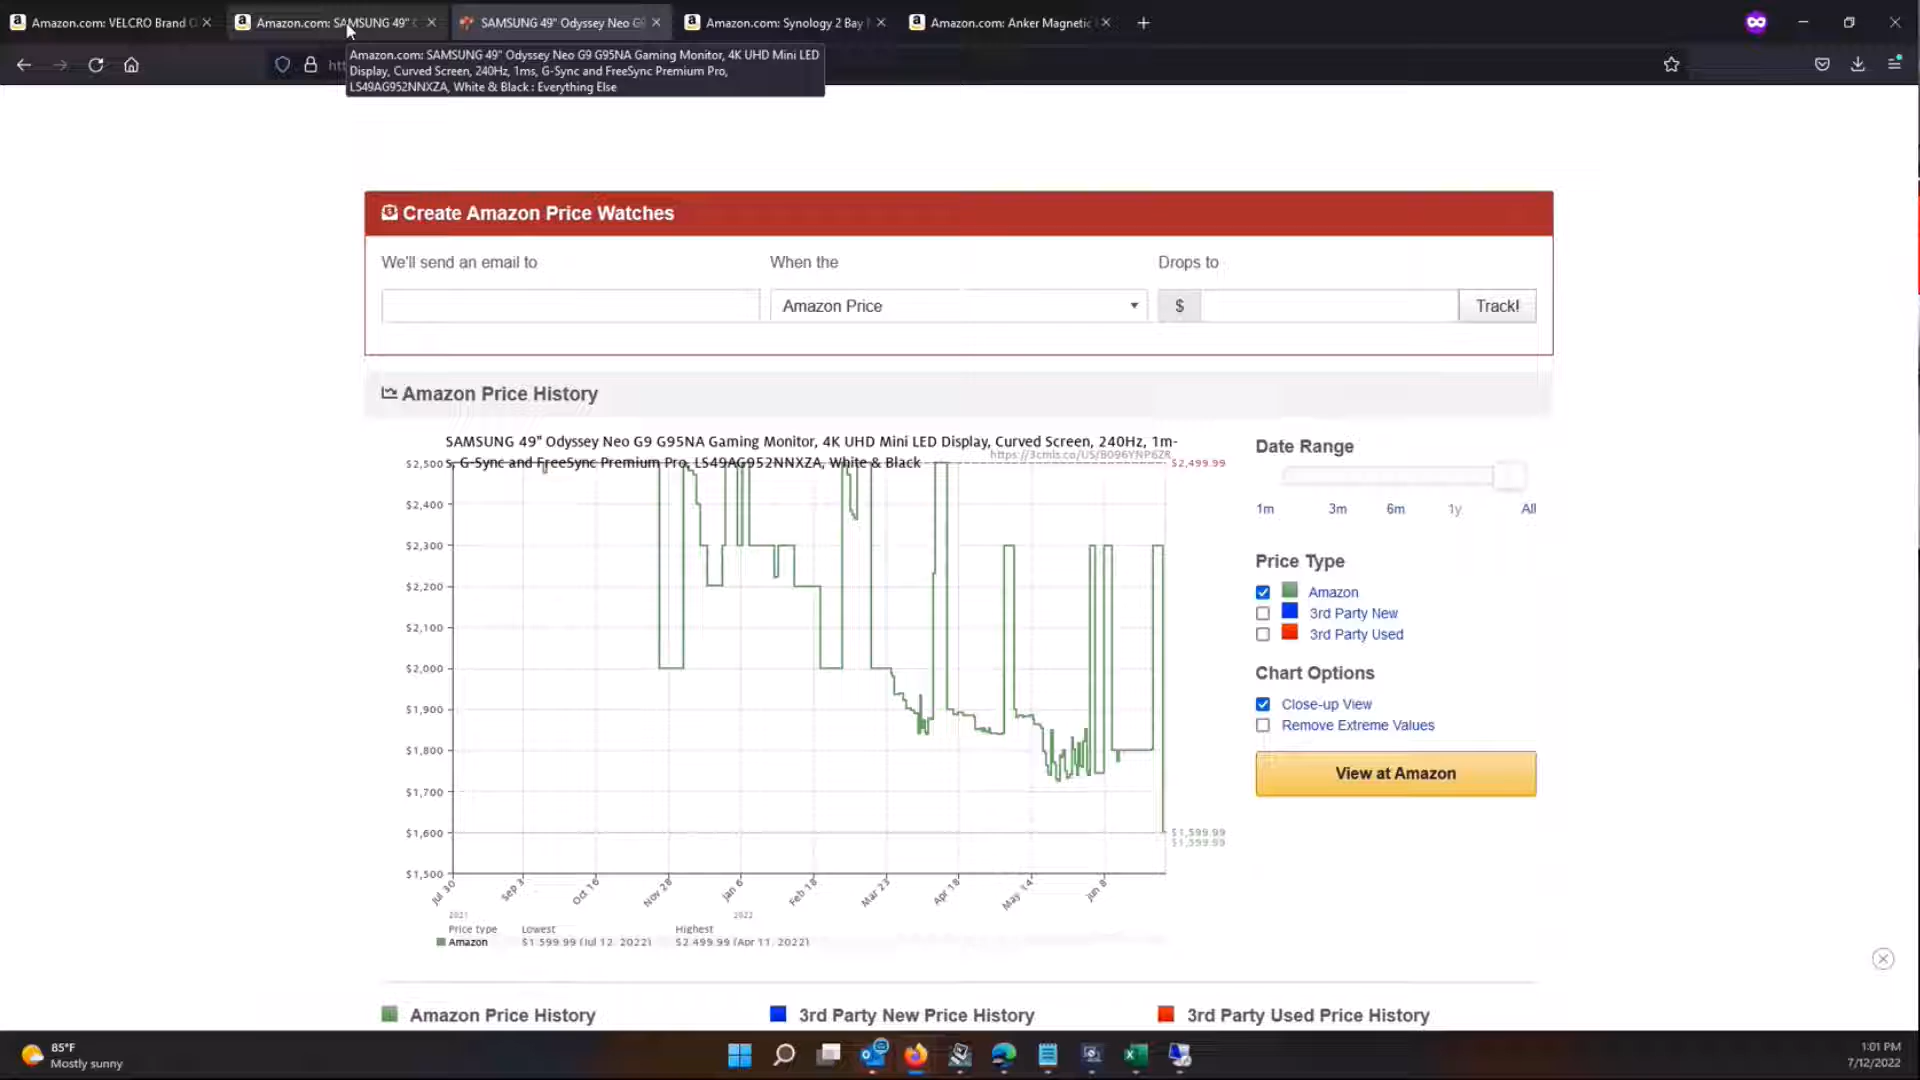 Amazon.com: VELCRO Brand
Amazon.com: SAMSUNG 49"
SAMSUNG 49" Odyssey Neo G
Amazon.com: Synology 2 Bay
Amazon.com: Anker Magnetic
Amazon.com: SAMSUNG 49" Odyssey Neo G9 G95NA Gaming Monitor, 4K UHD Mini LED
Display, Curved Screen, 240Hz, 1ms, G-Sync and FreeSync Premium Pro,
LS49AG952NNXZA, White & Black : Everything Else
Create Amazon Price Watches
We'll send an email to
When the
Drops to
Amazon Price
$
Track!
Amazon Price History
SAMSUNG 49" Odyssey Neo G9 G95NA Gaming Monitor, 4K UHD Mini LED Display, Curved Screen, 240Hz, 1m-
s, G-Sync and FreeSync Premium Pro, LS49AG952NNXZA, White & Black
https://3cmls.co/US/B096YNP6ZR
$2,500
$2,499.99
$2,400
$2,300
$2,200
$2,100
$2,000
$1,900
$1,800
$1,700
$1,600
$1,599.99
$1,599.99
$1,500
Jul 30
Sep 3
Oct 16
Nov 28
Jan 6
Feb 18
Mar 23
Apr 18
May 14
Jun 8
2021
2022
Price type
Lowest
Highest
Amazon
$1,599.99 (Jul 12, 2022)
$2,499.99 (Apr 11, 2022)
Date Range
1m
3m
6m
1y
All
Price Type
Amazon
3rd Party New
3rd Party Used
Chart Options
Close-up View
Remove Extreme Values
View at Amazon
Amazon Price History
3rd Party New Price History
3rd Party Used Price History
85°F
Mostly sunny
1:01 PM
7/12/2022